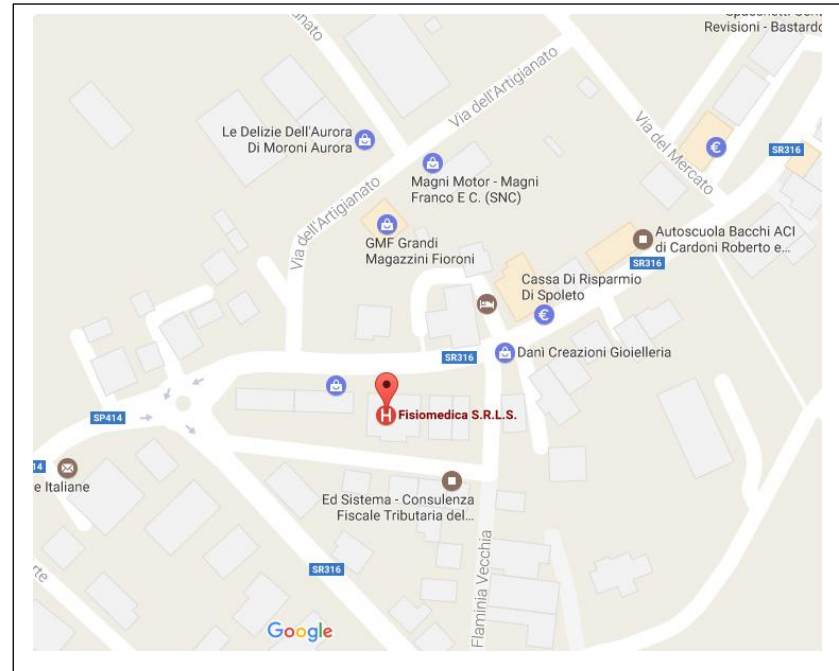 Revisioni - Bastardo
Via dell'Artigianato
Le Delizie Dell'Aurora
Di Moroni Aurora
Magni Motor - Magni
Franco E C. (SNC)
Via del Mercato
SR316
Via dell'Artigianato
GMF Grandi
Magazzini Fioroni
Autoscuola Bacchi ACI
di Cardoni Roberto e...
SR316
Cassa Di Risparmio
Di Spoleto
€
€
SR316
Danì Creazioni Gioielleria
H
Fisiomedica S.R.L.S.
SP414
14
e Italiane
Ed Sistema - Consulenza
Fiscale Tributaria del...
Flaminia Vecchia
SR316
Google